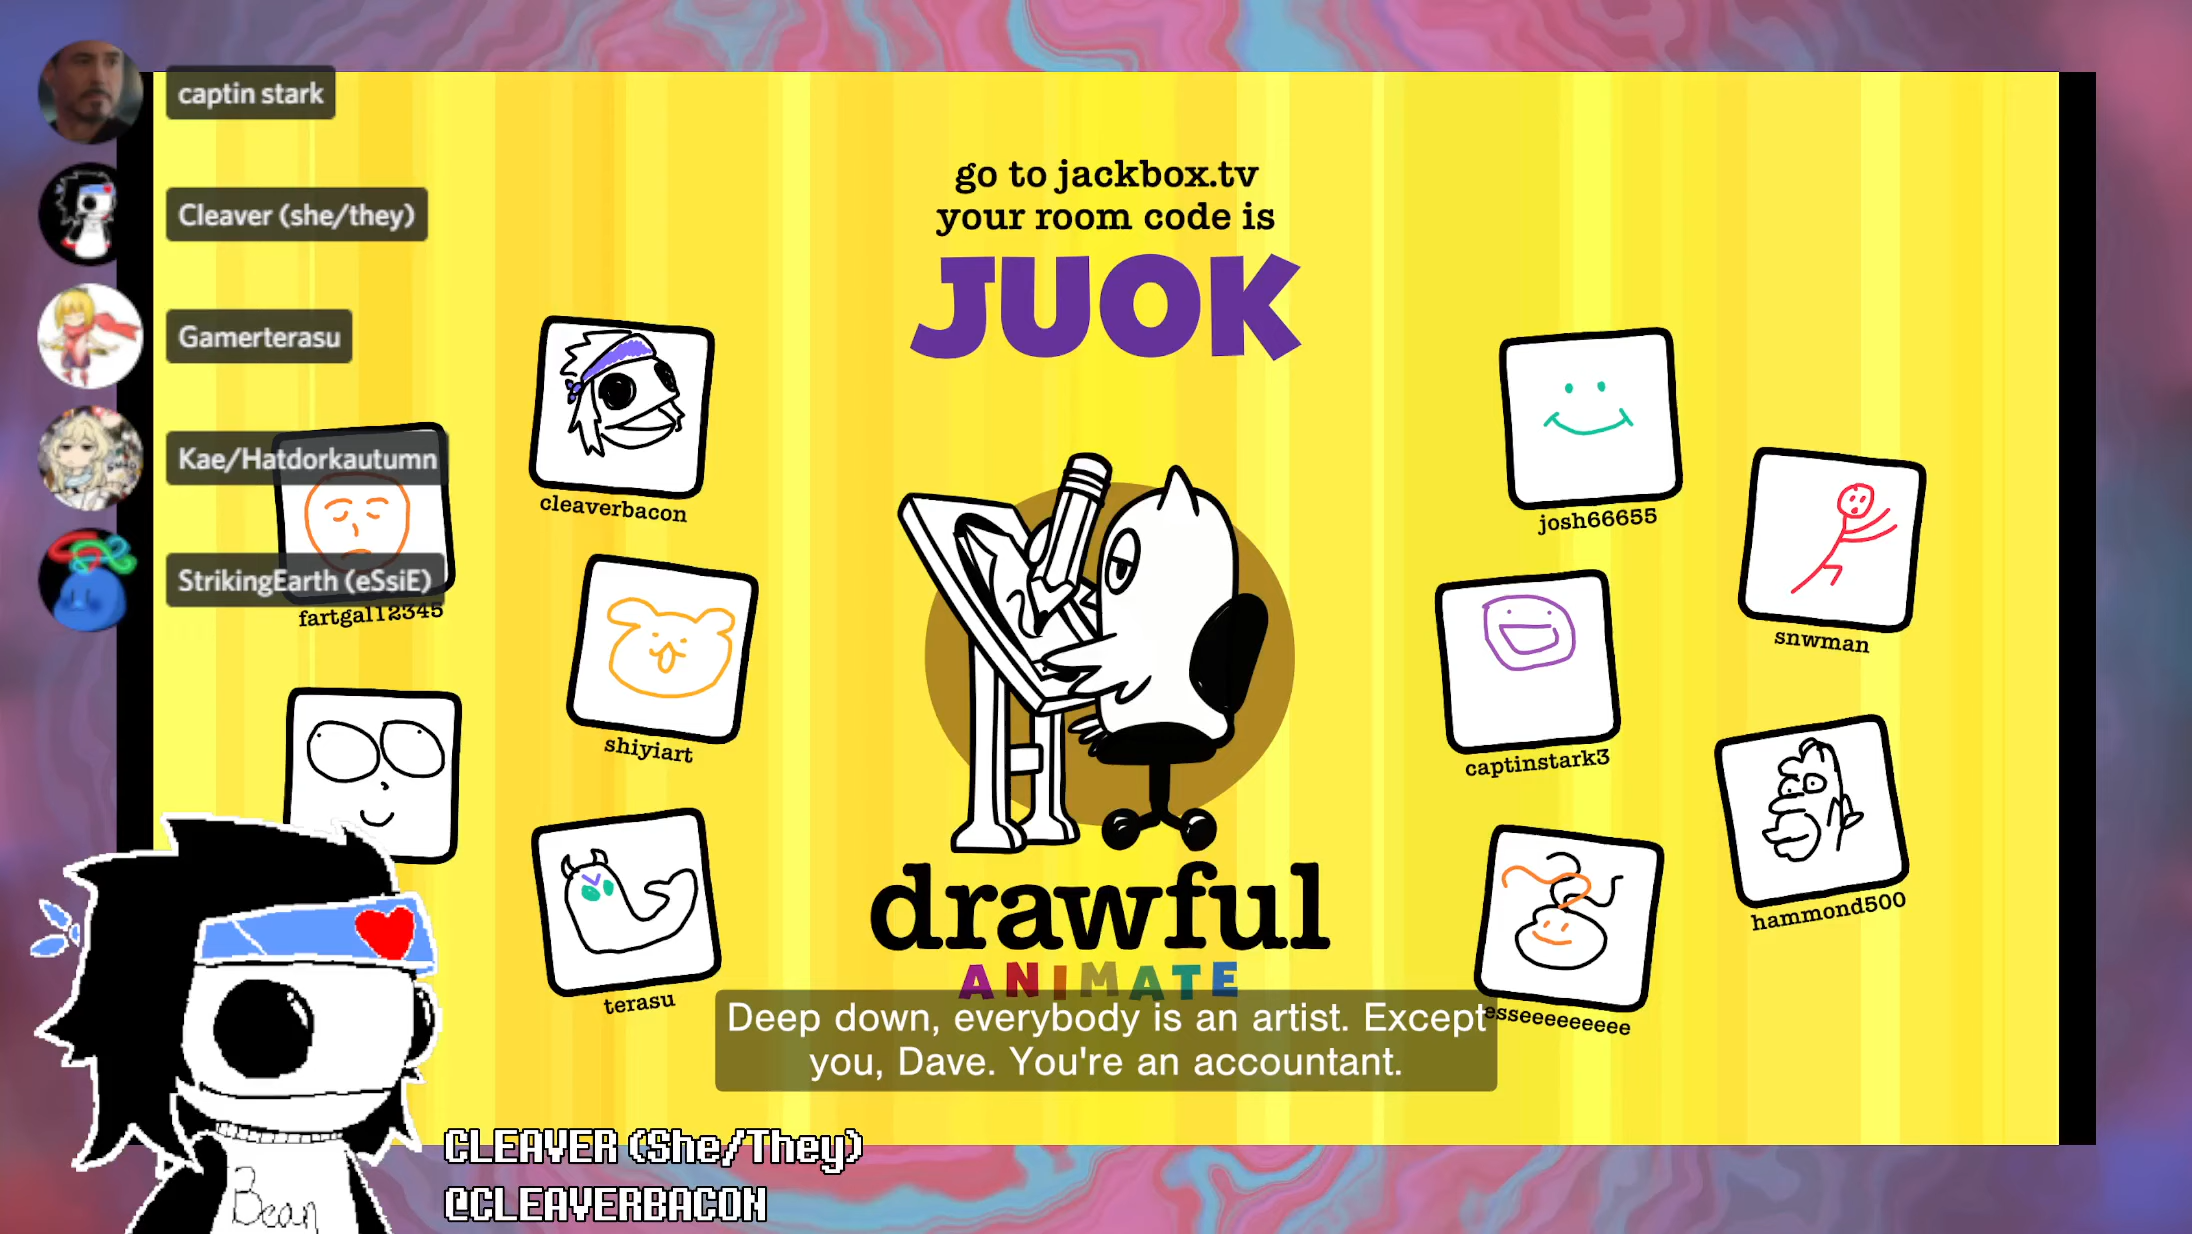 captin stark
Cleaver (she/they)
Gamerterasu
Kae/Hatdorkautumn
StrikingEarth (eSsiE)
go to jackbox.tv
your room code is
JUOK
cleaverbacon
fartgal12345
shiyiart
terasu
josh66655
snwman
captinstark3
hammond500
esseeeeeeeee
drawful
ANIMATE
Deep down, everybody is an artist. Except
you, Dave. You're an accountant.
Bean
CLEAVER (She/They)
@CLEAVERBACON